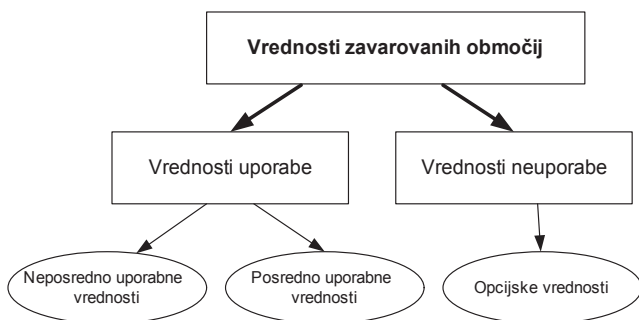 Vrednosti zavarovanih območij
Vrednosti uporabe
Vrednosti neuporabe
Neposredno uporabne
vrednosti
Posredno uporabne
vrednosti
Opcijske vrednosti